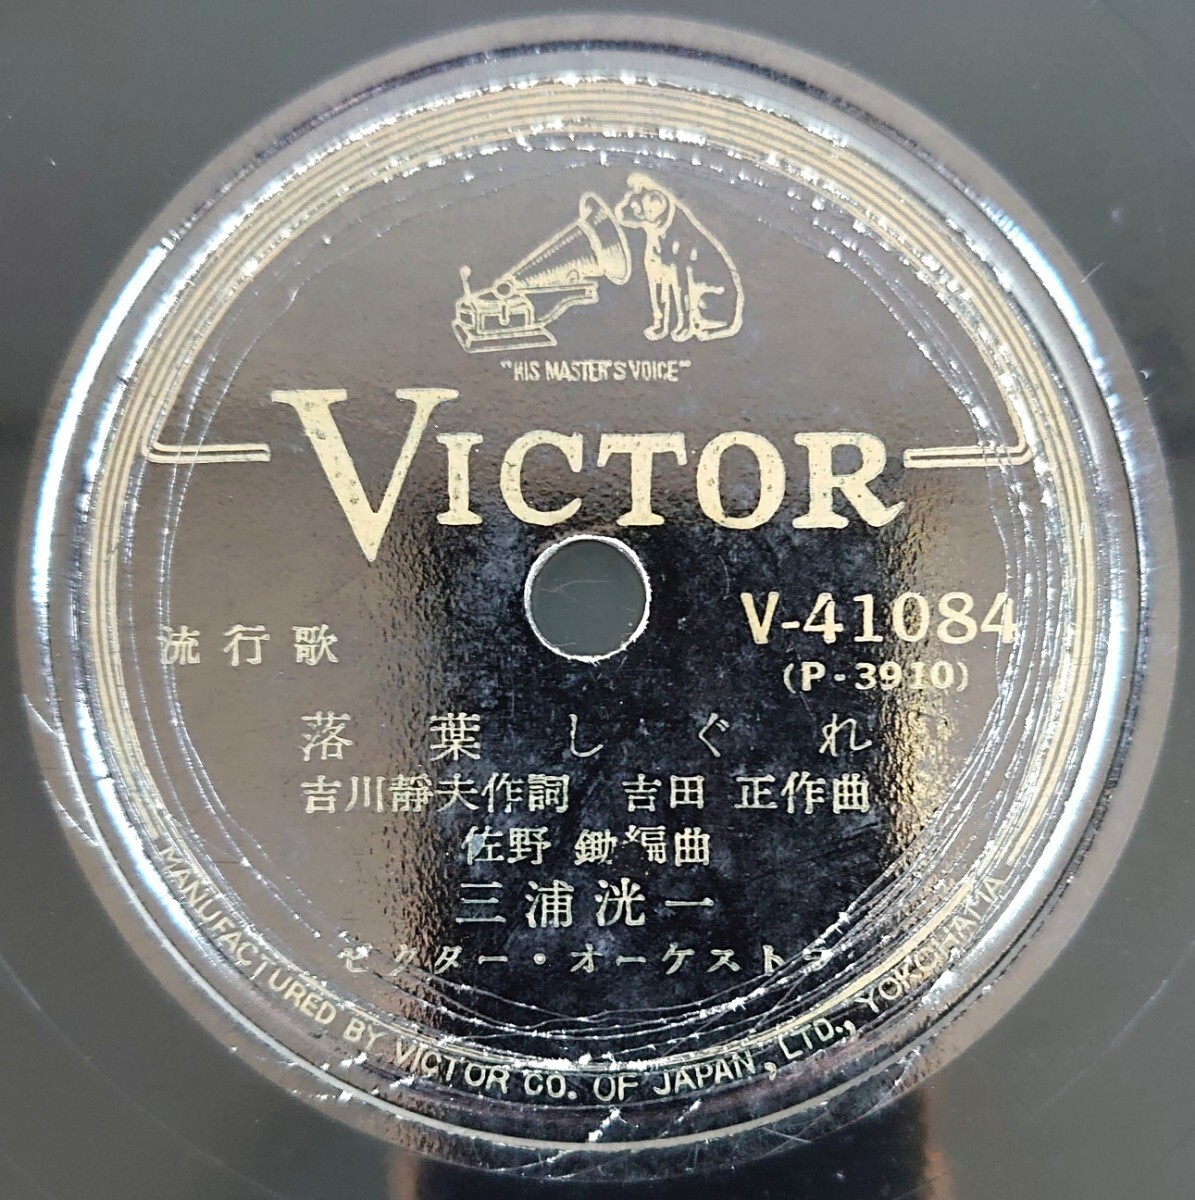 "HIS MASTER'S VOICE"
VICTOR
V-41084
(P-3910)
流行歌
落葉しぐれ
吉川靜夫作詞 吉田 正作曲
佐野 鋤編曲
三浦洸一
ビクター・オーケストラ
MANUFACTURED BY VICTOR CO. OF JAPAN, LTD., YOKOHAMA